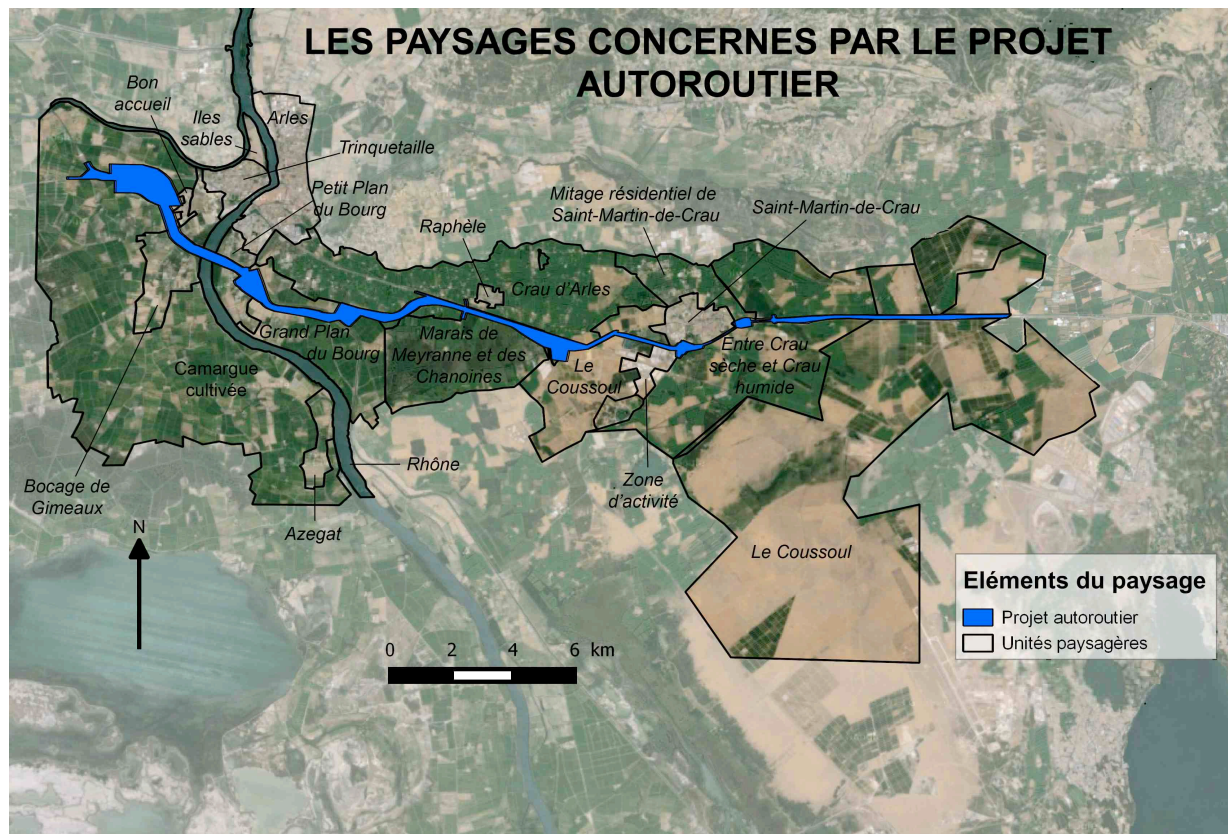 LES PAYSAGES CONCERNES PAR LE PROJET
AUTOROUTIER
Bon
accueil
Iles
sables
Arles
Trinquetaille
Petit Plan
du Bourg
Raphèle
Mitage résidentiel de
Saint-Martin-de-Crau
Saint-Martin-de-Crau
Crau d'Arles
Grand Plan
du Bourg
Marais de
Meyranne et des
Chanoines
Le
Coussoul
Entre Crau
sèche et Crau
humide
Camargue
cultivée
Rhône
Zone
d'activité
Bocage de
Gimeaux
Azegat
Le Coussoul
N
0 2 4 6 km
Eléments du paysage
Projet autoroutier
Unités paysagères